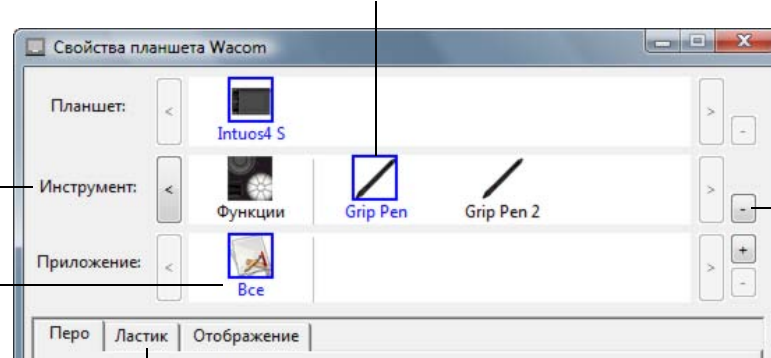 Свойства планшета Wacom
Планшет:
<
Intuos4 S
>
-
Инструмент:
<
Функции
Grip Pen
Grip Pen 2
>
-
Приложение:
<
Все
>
+
-
Перо
Ластик
Отображение